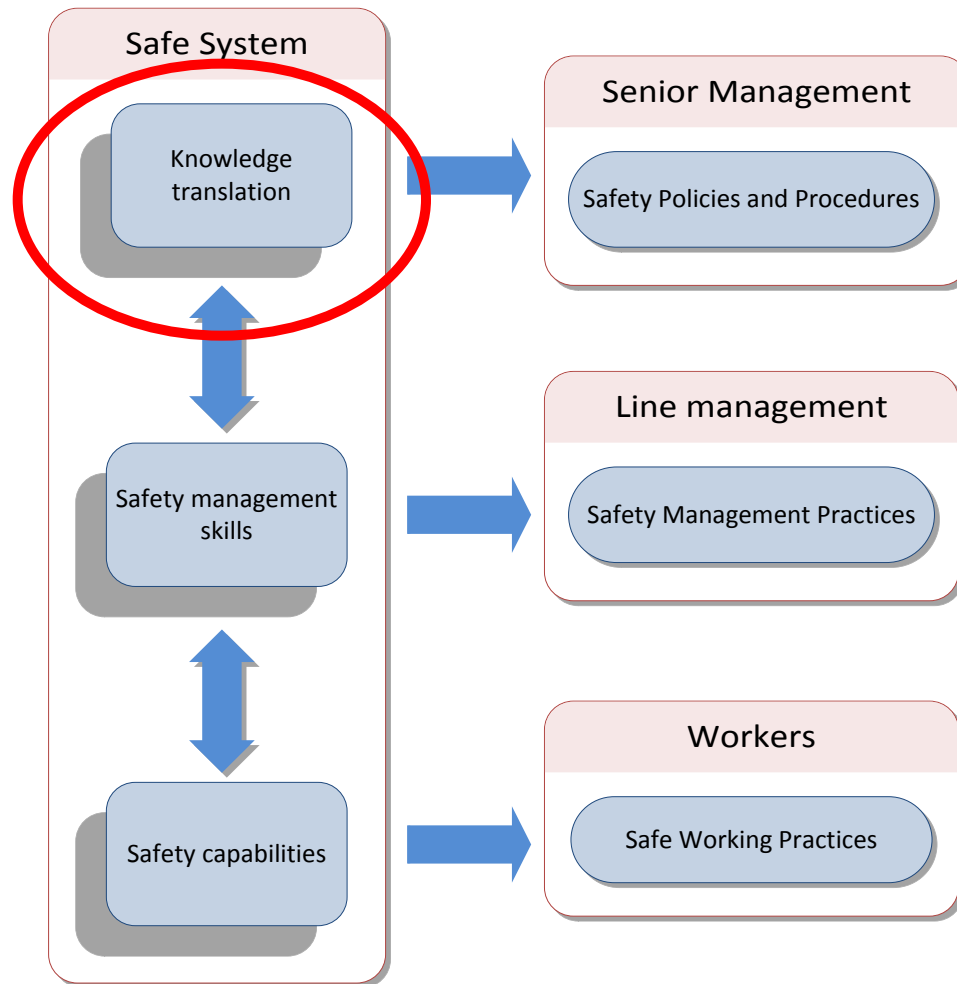 Safe System
Knowledge
translation
Safety management
skills
Safety capabilities
Senior Management
Safety Policies and Procedures
Line management
Safety Management Practices
Workers
Safe Working Practices